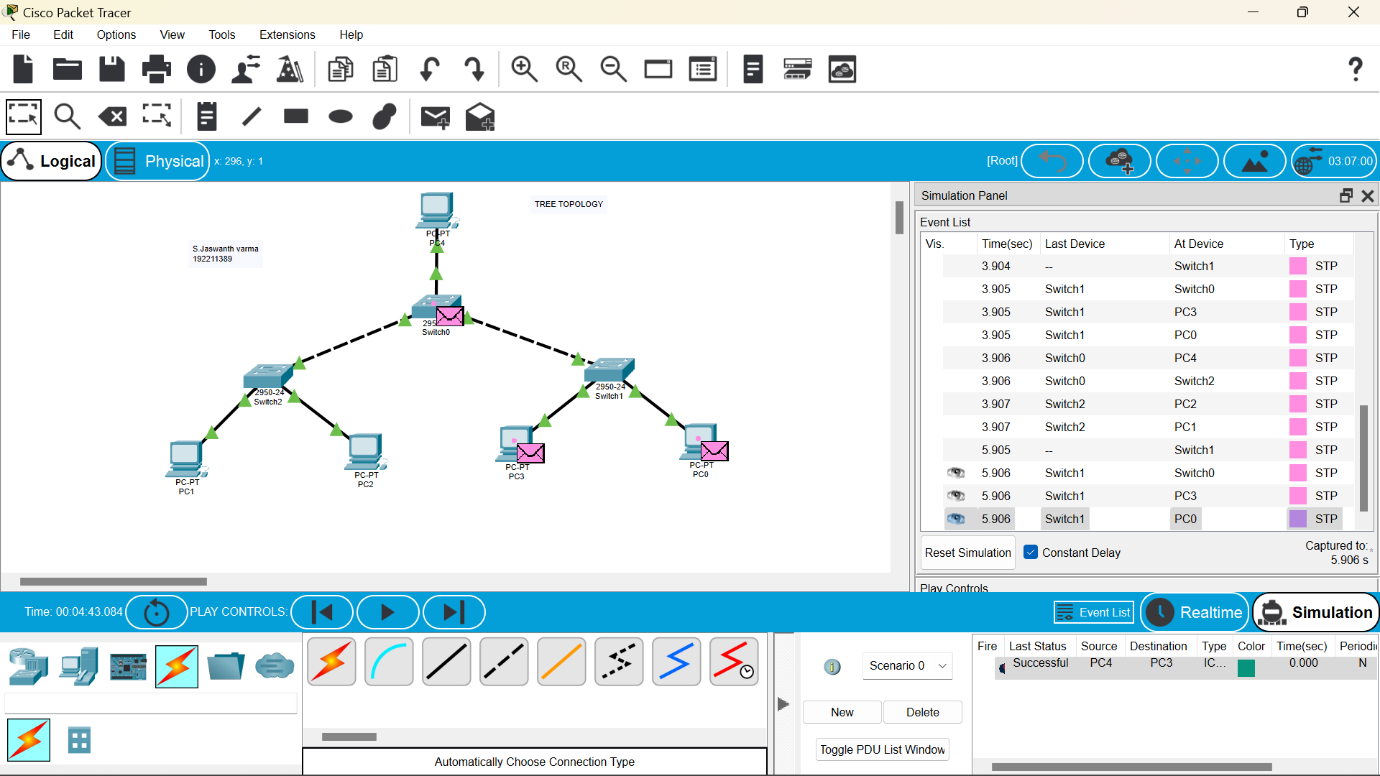 Cisco Packet Tracer
File Edit Options View Tools Extensions Help
Logical Physical x: 296, y: 1 [Root] 03:07:00
TREE TOPOLOGY
S.Jaswanth varma
192211369
PC-PT
PC4
Switch0
2950-24
Switch2
2950-24
Switch1
PC-PT
PC1
PC-PT
PC2
PC-PT
PC3
PC-PT
PC0
Simulation Panel
Event List
Vis. Time(sec) Last Device At Device Type
3.904 -- Switch1 STP
3.905 Switch1 Switch0 STP
3.905 Switch1 PC3 STP
3.905 Switch1 PC0 STP
3.906 Switch0 PC4 STP
3.906 Switch0 Switch2 STP
3.907 Switch2 PC2 STP
3.907 Switch2 PC1 STP
5.905 -- Switch1 STP
5.906 Switch1 Switch0 STP
5.906 Switch1 PC3 STP
5.906 Switch1 PC0 STP
Reset Simulation Constant Delay Captured to:
5.906 s
Play Controls
Time: 00:04:43.084 PLAY CONTROLS: Event List Realtime Simulation
Scenario 0
New Delete
Toggle PDU List Window
Automatically Choose Connection Type
Fire Last Status Source Destination Type Color Time(sec) Periodi
Successful PC4 PC3 IC... 0.000 N